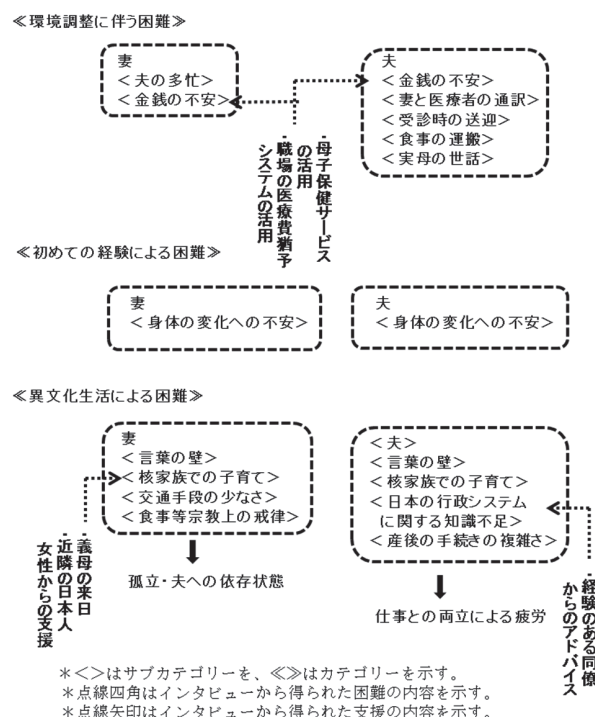 ≪環境調整に伴う困難≫
妻
＜夫の多忙＞
＜金銭の不安＞
夫
＜金銭の不安＞
＜妻と医療者の通訳＞
＜受診時の送迎＞
＜食事の運搬＞
＜実母の世話＞
・母子保健サービス
の活用
・職場の医療費猶予
システムの活用
≪初めての経験による困難≫
妻
＜身体の変化への不安＞
夫
＜身体の変化への不安＞
≪異文化生活による困難≫
妻
＜言葉の壁＞
＜核家族での子育て＞
＜交通手段の少なさ＞
＜食事等宗教上の戒律＞
＜夫＞
＜言葉の壁＞
＜核家族での子育て＞
＜日本の行政システム
に関する知識不足＞
＜産後の手続きの複雑さ＞
・義母の来日
・近隣の日本人
女性からの支援
孤立・夫への依存状態
仕事との両立による疲労
・経験のある同僚
からのアドバイス
＊＜＞はサブカテゴリーを、≪≫はカテゴリーを示す。
＊点線四角はインタビューから得られた困難の内容を示す。
＊点線矢印はインタビューから得られた支援の内容を示す。